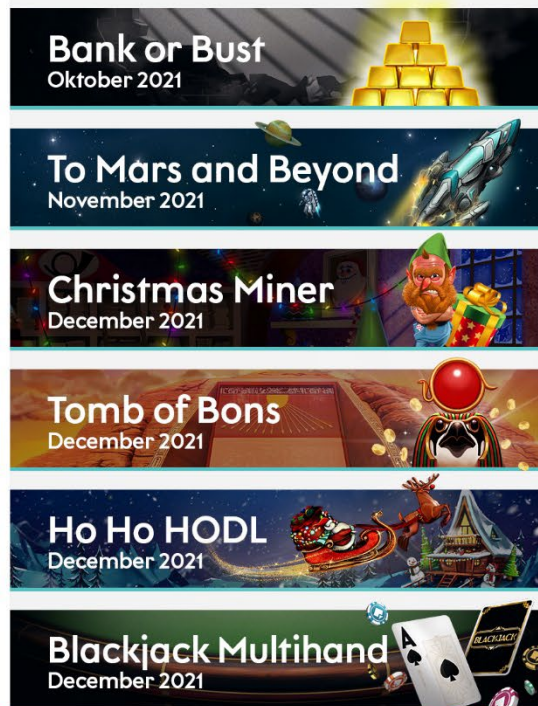 Bank or Bust
Oktober 2021
To Mars and Beyond
November 2021
Christmas Miner
December 2021
Tomb of Bons
December 2021
Ho Ho HODL
December 2021
Blackjack Multihand
December 2021
A
BLACKJACK